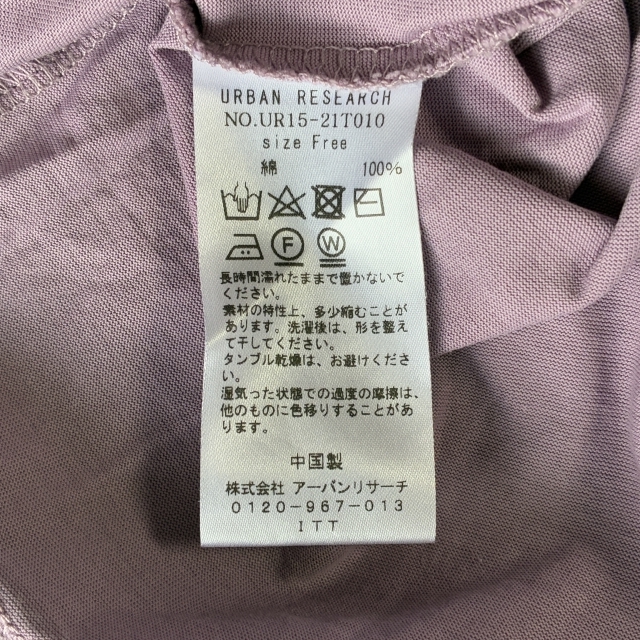 URBAN RESEARCH
NO.UR15-21T010
size Free
綿 100%
F W
長時間濡れたままで置かないで
ください。
素材の特性上、多少縮むことが
あります。洗濯後は、形を整え
て干してください。
タンブル乾燥は、お避けくださ
い。
湿気った状態での過度の摩擦は、
他のものに色移りすることがあ
ります。
中国製
株式会社 アーバンリサーチ
0120-967-013
ITT